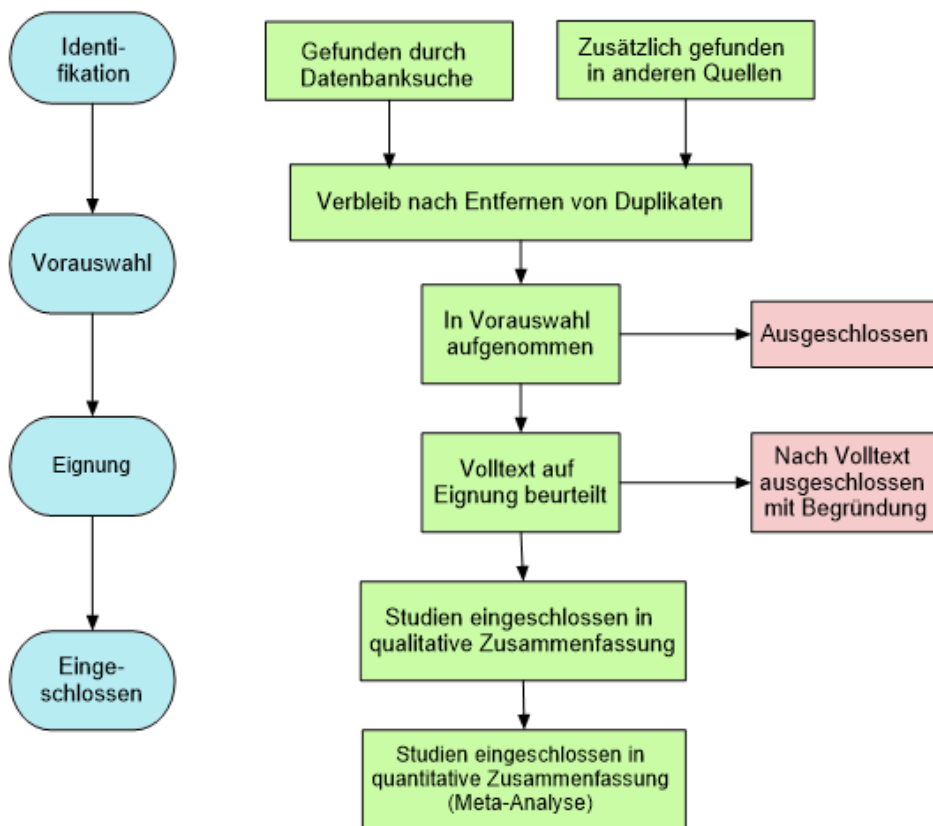 Identi-
fikation
Gefunden durch
Datenbanksuche
Zusätzlich gefunden
in anderen Quellen
Verbleib nach Entfernen von Duplikaten
Vorauswahl
In Vorauswahl
aufgenommen
Ausgeschlossen
Eignung
Volltext auf
Eignung beurteilt
Nach Volltext
ausgeschlossen
mit Begründung
Studien eingeschlossen in
qualitative Zusammenfassung
Einge-
schlossen
Studien eingeschlossen in
quantitative Zusammenfassung
(Meta-Analyse)